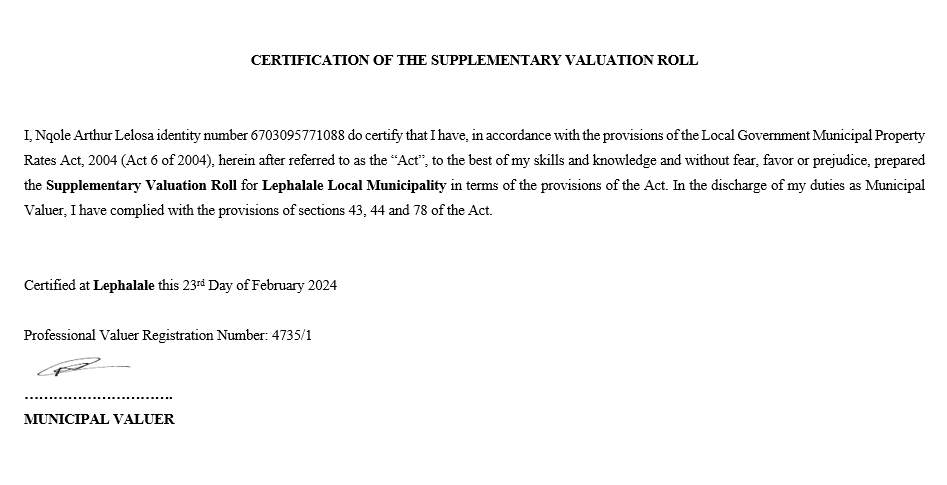 CERTIFICATION OF THE SUPPLEMENTARY VALUATION ROLL
I, Nqole Arthur Lelosa identity number 6703095771088 do certify that I have, in accordance with the provisions of the Local Government Municipal Property
Rates Act, 2004 (Act 6 of 2004), herein after referred to as the “Act”, to the best of my skills and knowledge and without fear, favor or prejudice, prepared
the Supplementary Valuation Roll for Lephalale Local Municipality in terms of the provisions of the Act. In the discharge of my duties as Municipal
Valuer, I have complied with the provisions of sections 43, 44 and 78 of the Act.
Certified at Lephalale this 23rd Day of February 2024
Professional Valuer Registration Number: 4735/1
…………………………. 
MUNICIPAL VALUER